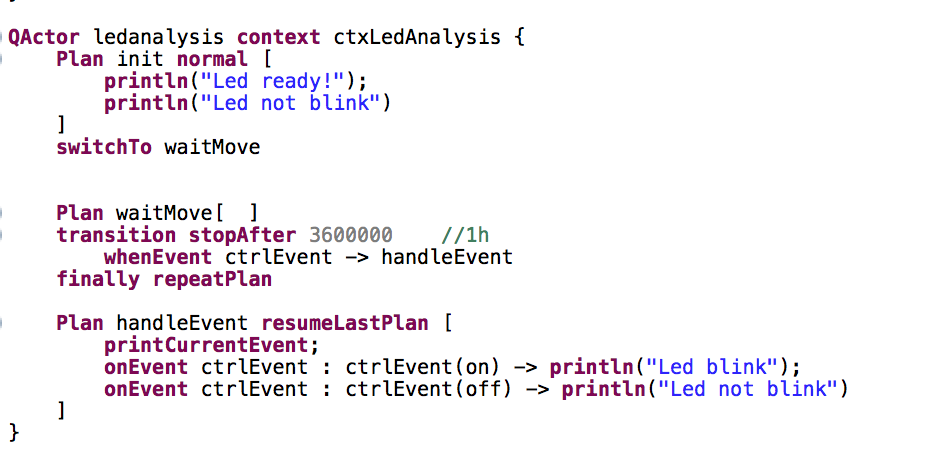 QActor ledanalysis context ctxLedAnalysis {
    Plan init normal [
        println("Led ready!");
        println("Led not blink")
    ]
    switchTo waitMove
    Plan waitMove[  ]
    transition stopAfter 3600000    //1h
        whenEvent ctrlEvent -> handleEvent
    finally repeatPlan
    Plan handleEvent resumeLastPlan [
        printCurrentEvent;
        onEvent ctrlEvent : ctrlEvent(on) -> println("Led blink");
        onEvent ctrlEvent : ctrlEvent(off) -> println("Led not blink")
    ]
}